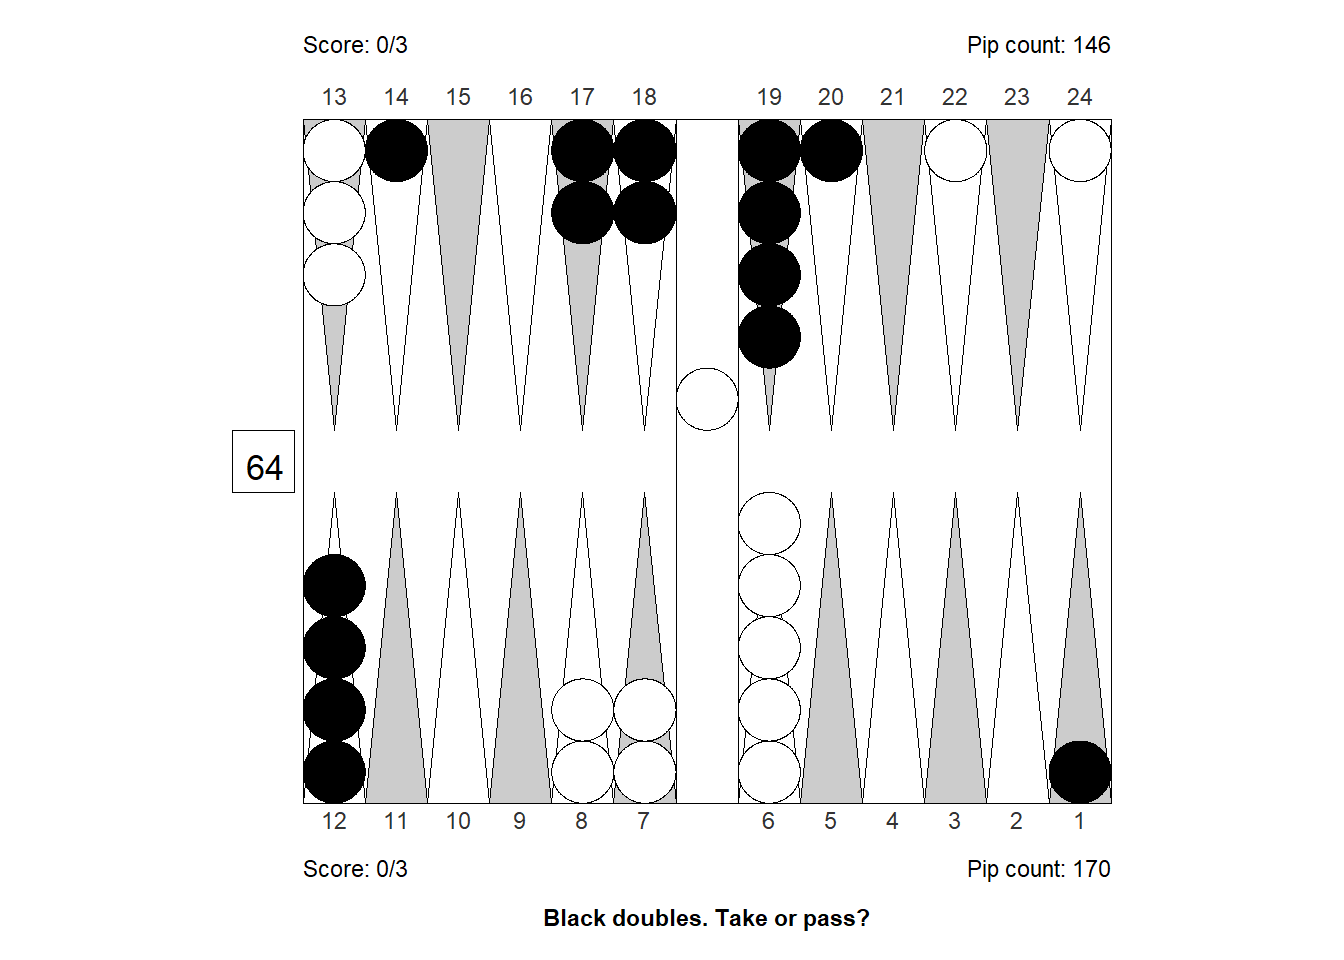 Score: 0/3 Pip count: 146
13 14 15 16 17 18 19 20 21 22 23 24
64
12 11 10 9 8 7 6 5 4 3 2 1
Score: 0/3 Pip count: 170
Black doubles. Take or pass?